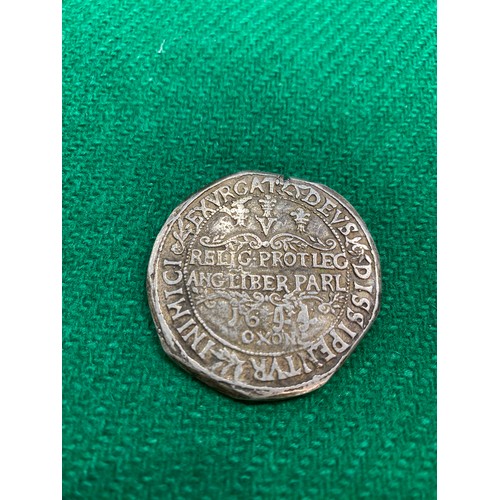 EXVRGAT·DEVS·DISSIPENTVR·INIMICI
V
RELIG·PROT LEG
ANG LIBER PARL
1644
OXON